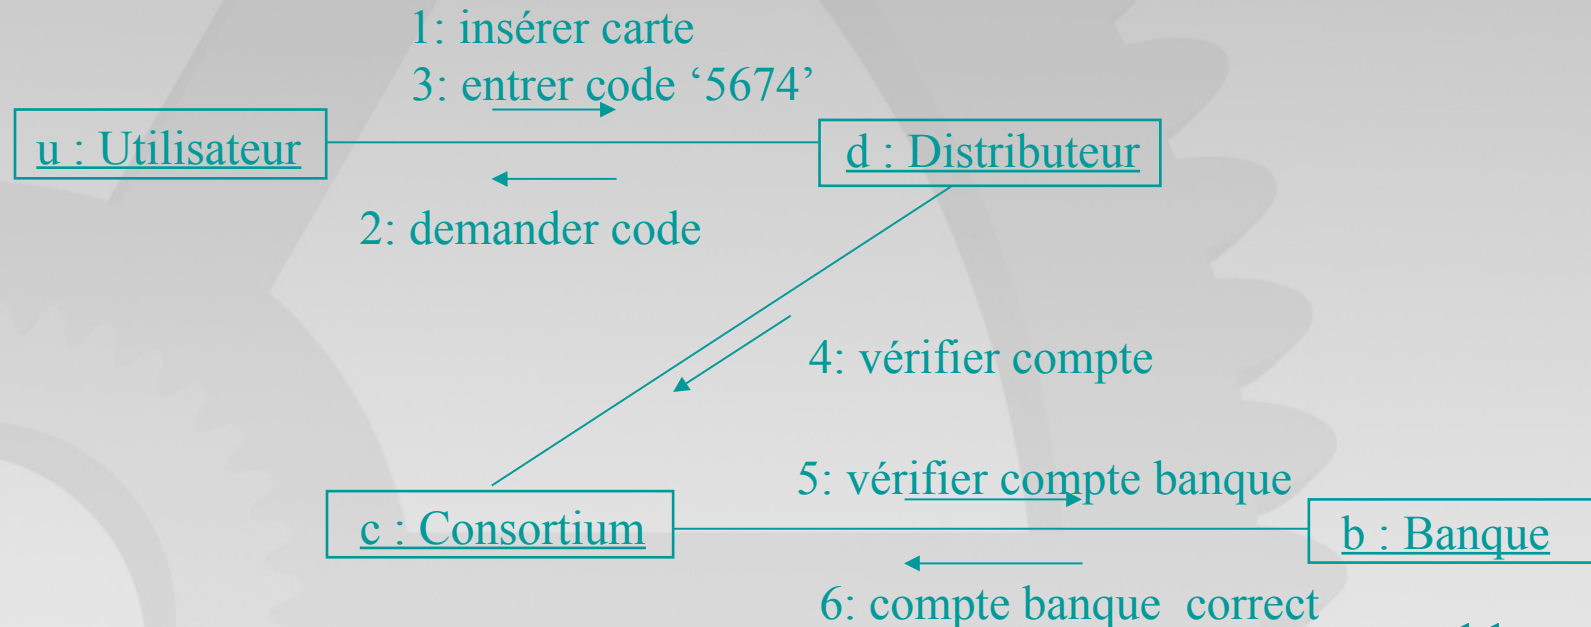 1: insérer carte
3: entrer code ‘5674’
u : Utilisateur
d : Distributeur
2: demander code
4: vérifier compte
5: vérifier compte banque
c : Consortium
b : Banque
6: compte banque correct